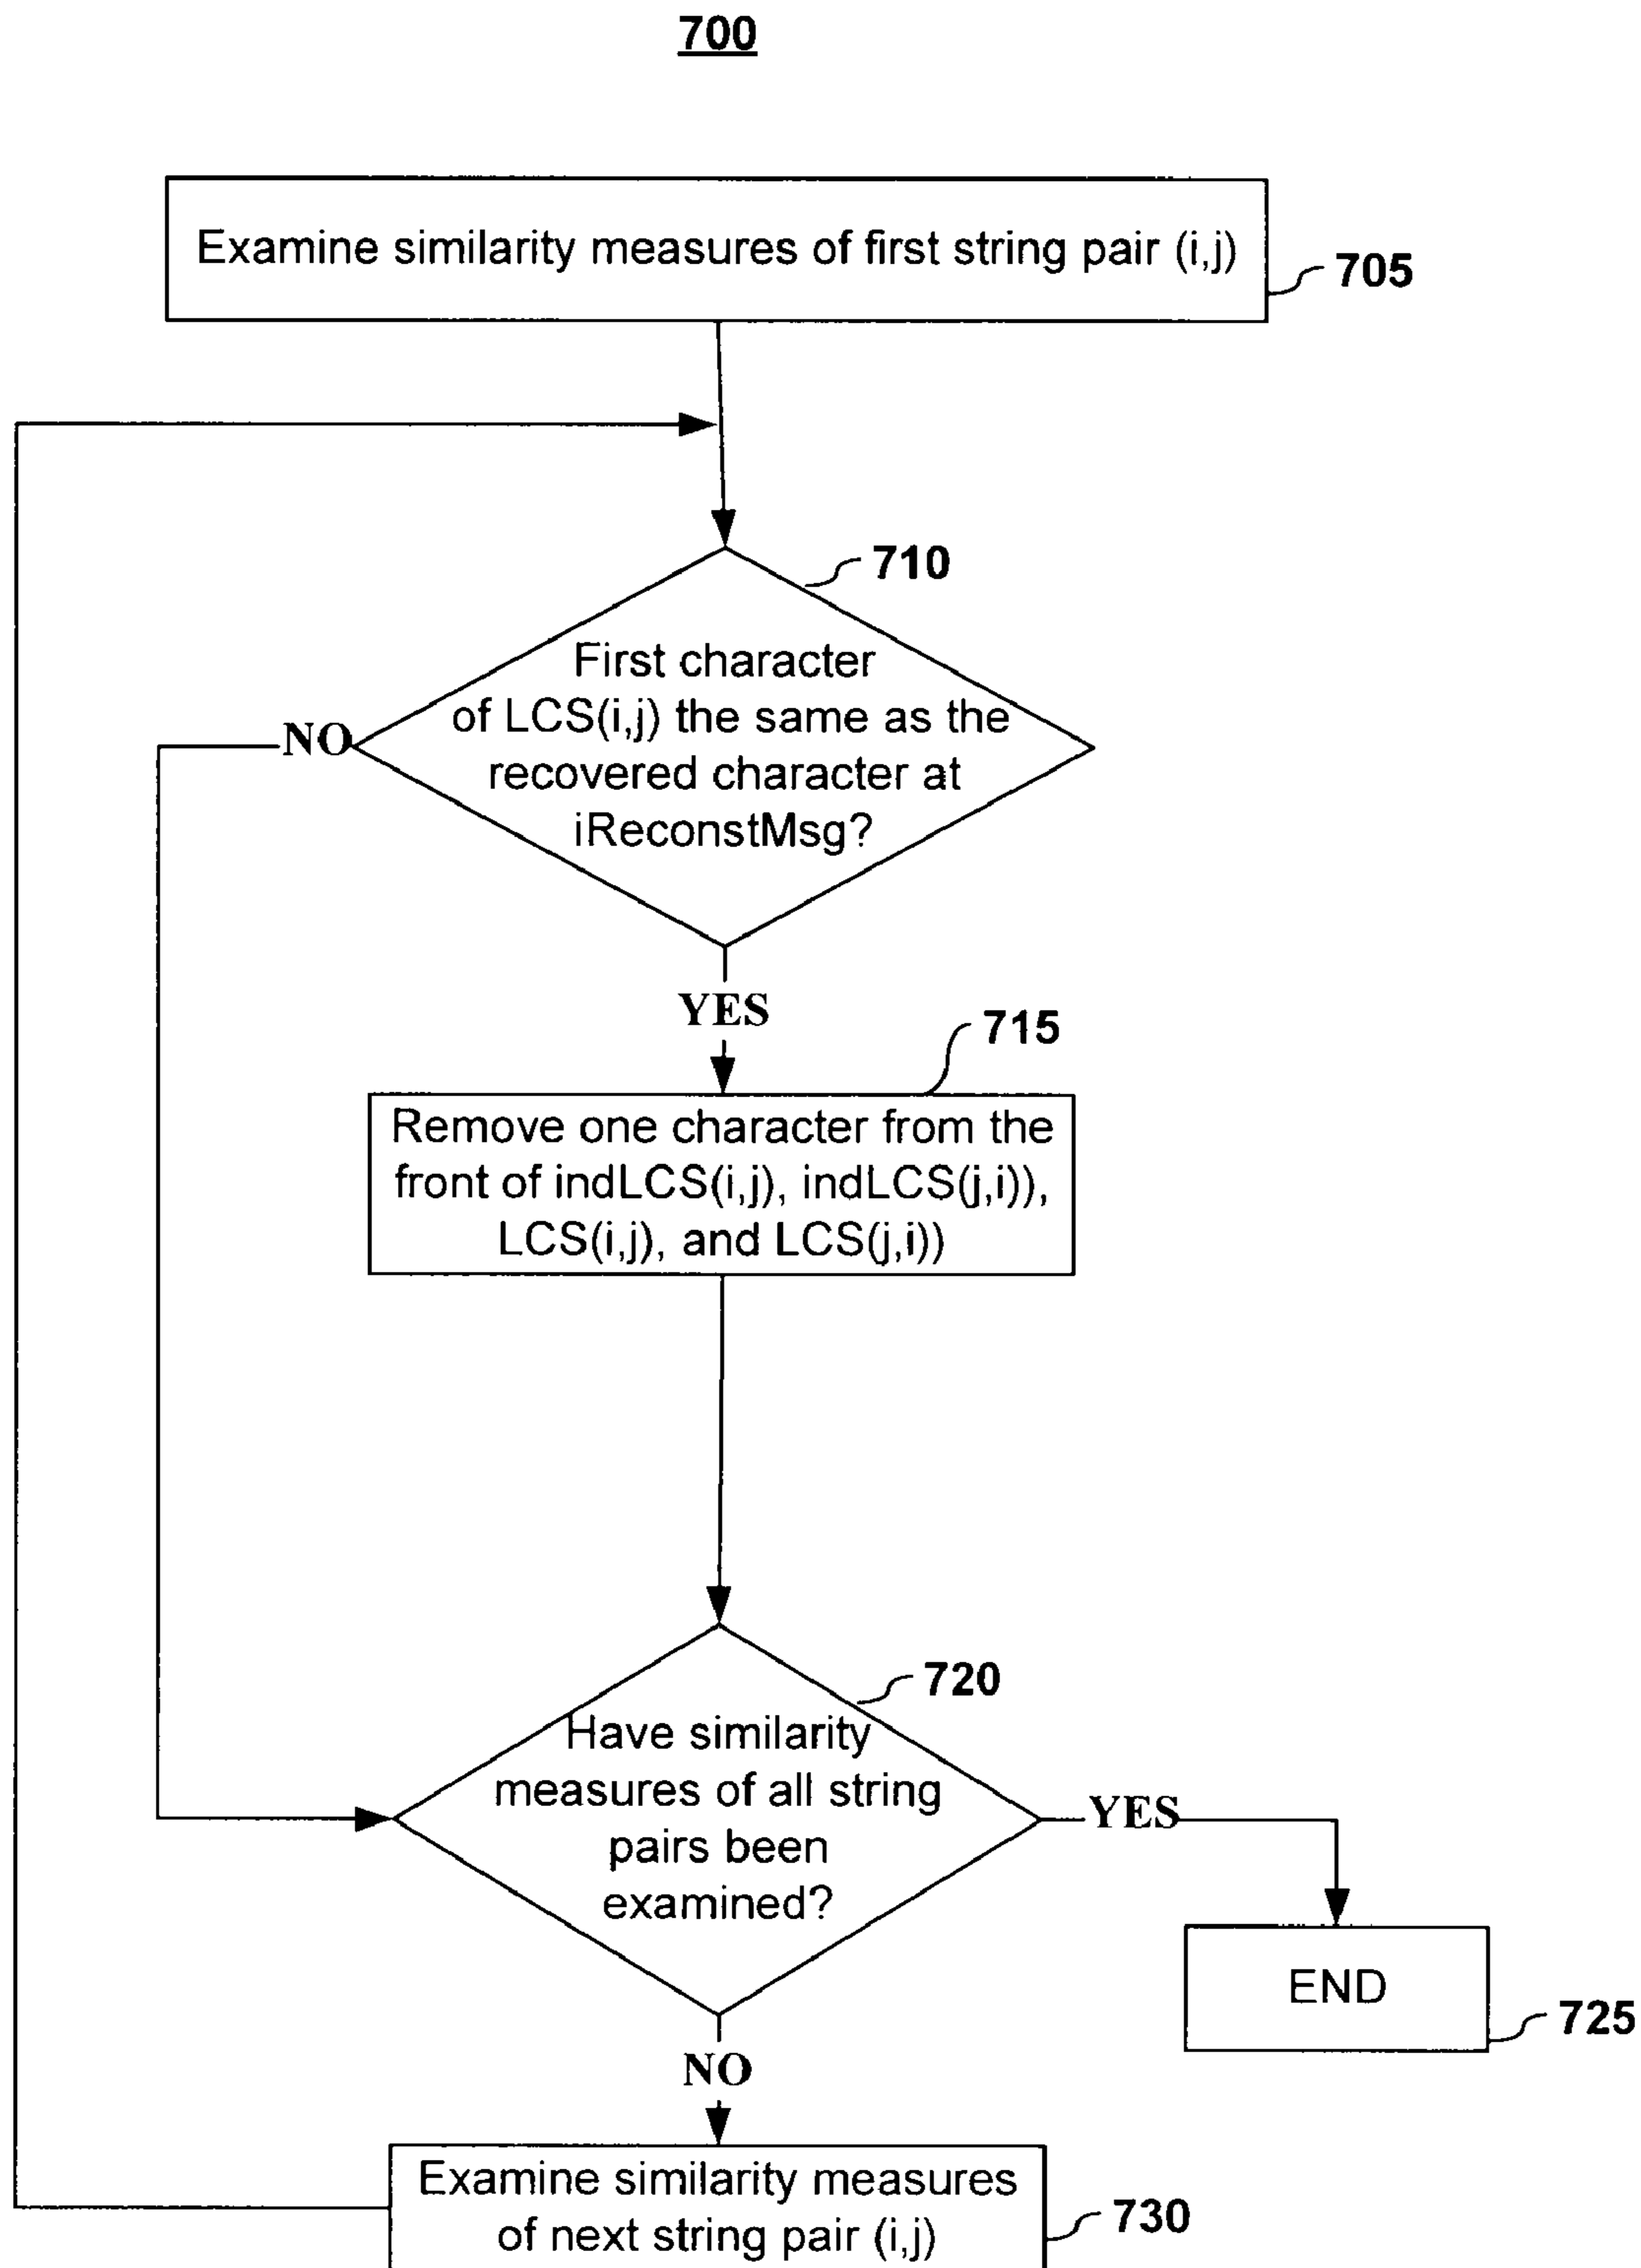 700
Examine similarity measures of first string pair (i,j)
705
710
First character
of LCS(i,j) the same as the
recovered character at
iReconstMsg?
NO
YES
715
Remove one character from the
front of indLCS(i,j), indLCS(j,i)),
LCS(i,j), and LCS(j,i))
720
Have similarity
measures of all string
pairs been
examined?
YES
END
725
NO
Examine similarity measures
of next string pair (i,j)
730